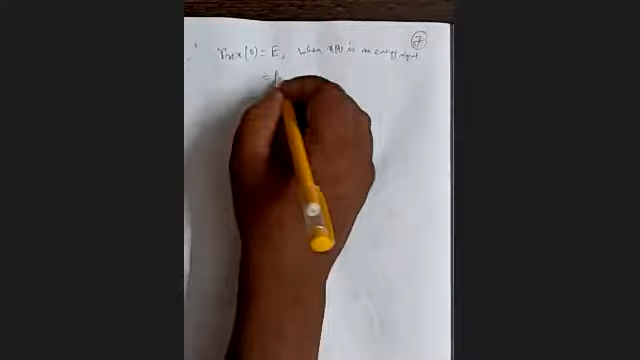 7
rxx(0) = E, when x(n) is an energy signal
=